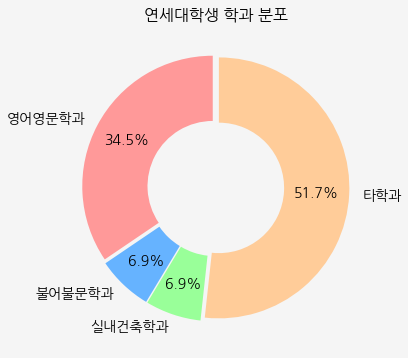 연세대학생 학과 분포
영어영문학과
34.5%
51.7%
타학과
6.9%
불어불문학과
6.9%
실내건축학과